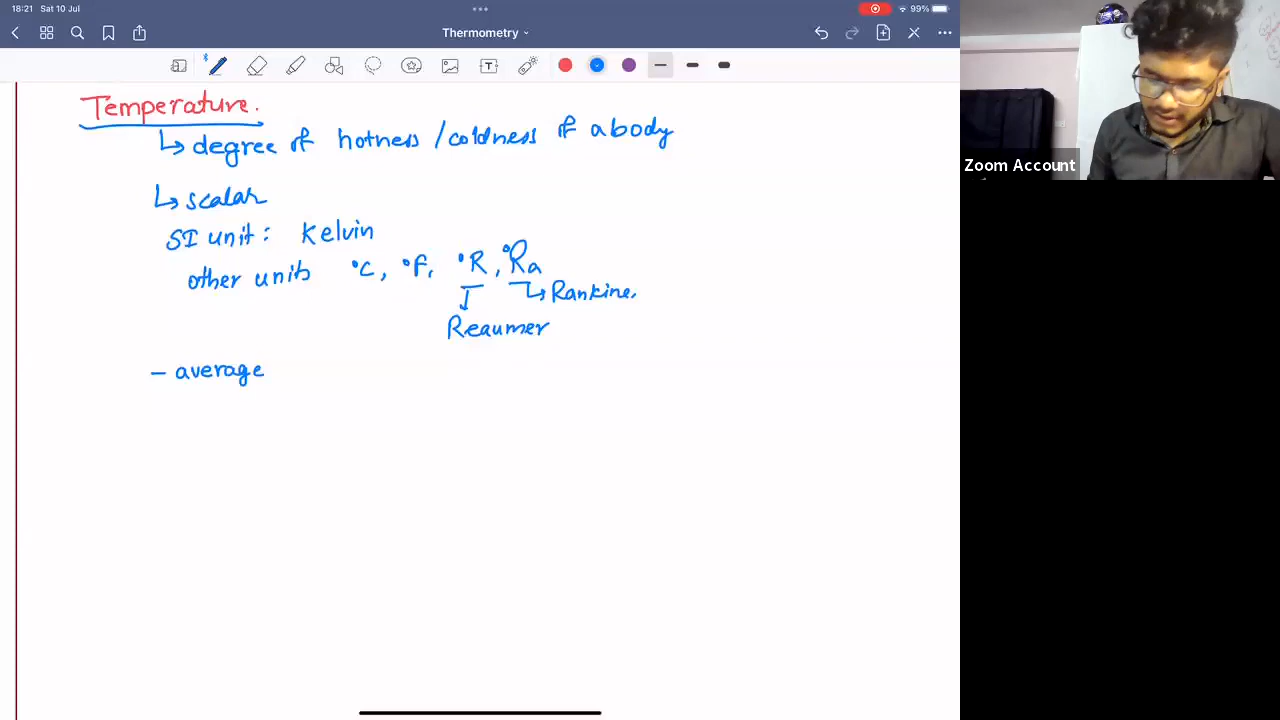 18:21 Sat 10 Jul
99%
Thermometry
Temperature.
↳ degree of hotness /coldness of a body
↳ scalar
SI unit: Kelvin
other units °C, °F, °R, °Ra
Rankine.
Reaumer
– average
Zoom Account